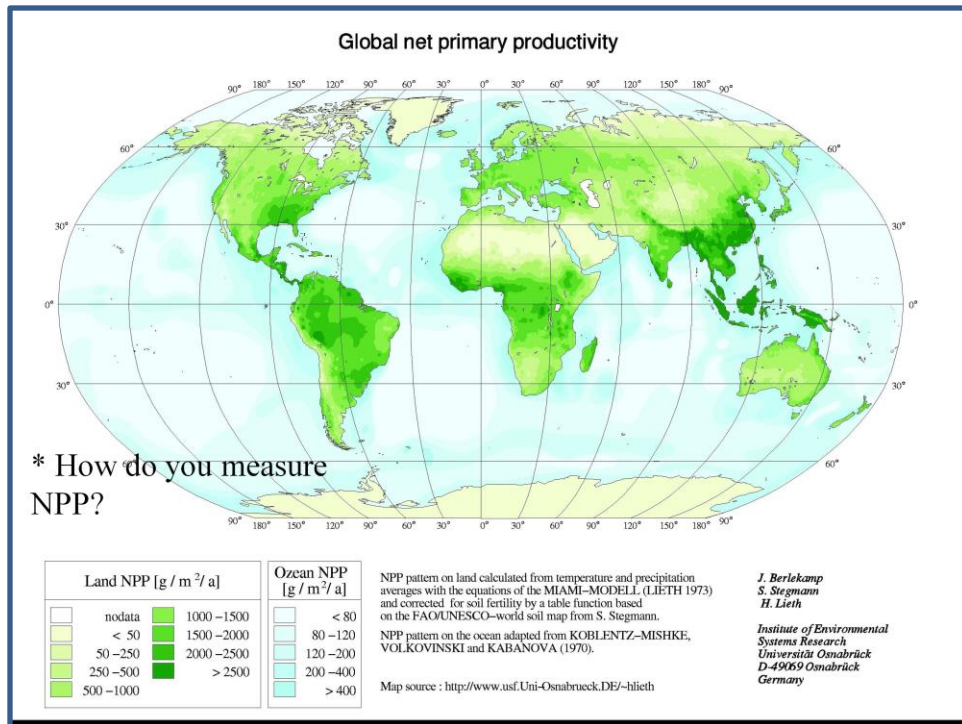 Global net primary productivity
90° 180° 150° 120° 90° 60° 30° 0° 30° 60° 90° 120° 150° 180° 90°
60° 60°
30° 30°
0° 0°
30° 30°
60° 60°
* How do you measure
NPP?
90° 180° 150° 120° 90° 60° 30° 0° 30° 60° 90° 120° 150° 180° 90°
Land NPP [g / m²/ a]
nodata
< 50
50 –250
250 –500
500 –1000
1000 –1500
1500 –2000
2000 –2500
> 2500
Ozean NPP
[g / m²/ a]
< 80
80 –120
120 –200
200 –400
> 400
NPP pattern on land calculated from temperature and precipitation
averages with the equations of the MIAMI–MODELL (LIETH 1973)
and corrected for soil fertility by a table function based
on the FAO/UNESCO–world soil map from S. Stegmann.
NPP pattern on the ocean adapted from KOBLENTZ–MISHKE,
VOLKOVINSKI and KABANOVA (1970).
Map source : http://www.usf.Uni-Osnabrueck.DE/~hlieth
J. Berlekamp
S. Stegmann
H. Lieth
Institute of Environmental
Systems Research
Universität Osnabrück
D-49069 Osnabrück
Germany